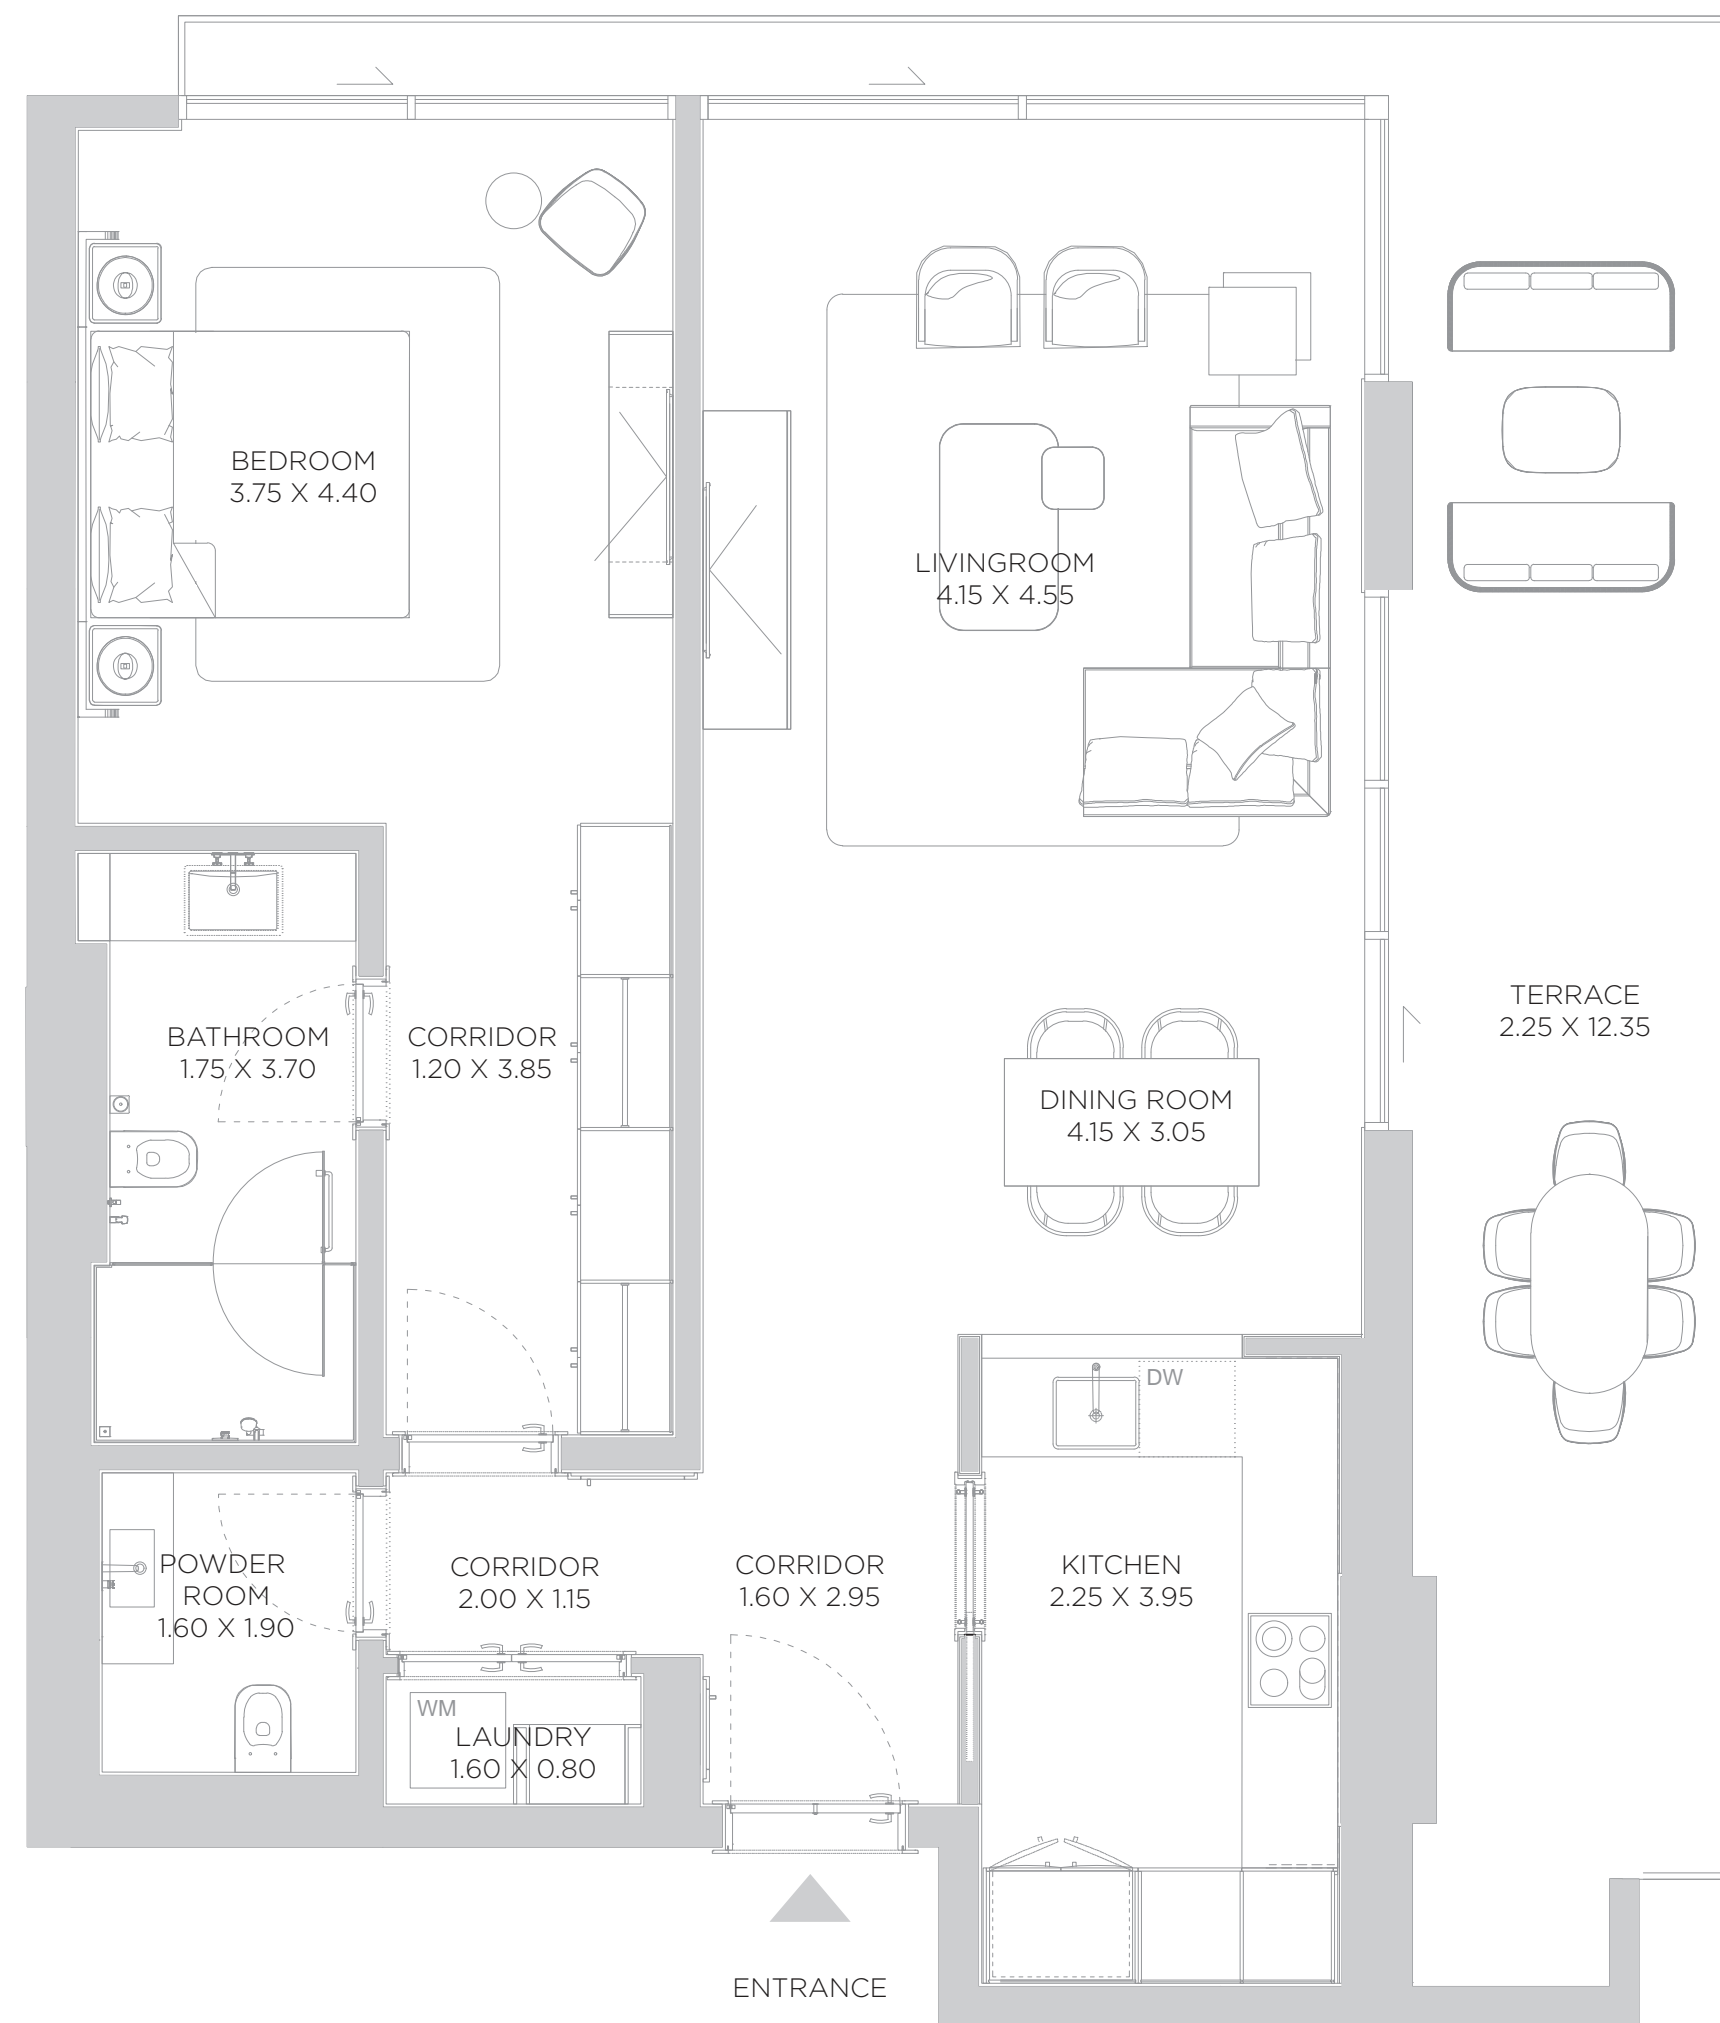 BEDROOM
3.75 X 4.40
LIVINGROOM
4.15 X 4.55
TERRACE
2.25 X 12.35
BATHROOM
1.75 X 3.70
CORRIDOR
1.20 X 3.85
DINING ROOM
4.15 X 3.05
DW
POWDER
ROOM
1.60 X 1.90
CORRIDOR
2.00 X 1.15
CORRIDOR
1.60 X 2.95
KITCHEN
2.25 X 3.95
WM
LAUNDRY
1.60 X 0.80
ENTRANCE